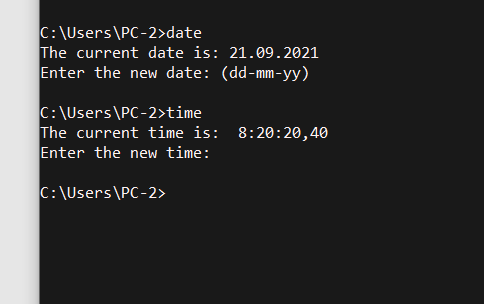 C:\Users\PC-2>date
The current date is: 21.09.2021
Enter the new date: (dd-mm-yy)
C:\Users\PC-2>time
The current time is:  8:20:20,40
Enter the new time:
C:\Users\PC-2>